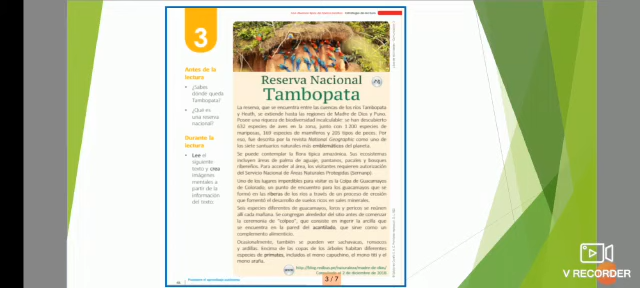 3
Antes de la
lectura
¿Sabes
dónde queda
Tambopata?
¿Qué es
una reserva
nacional?
Durante la
lectura
Lee el
siguiente
texto y crea
imágenes
mentales a
partir de la
información
del texto.
Reserva Nacional
Tambopata
La reserva, que se encuentra entre las cuencas de los ríos Tambopata
y Heath, se extiende hasta las regiones de Madre de Dios y Puno.
Posee una riqueza de biodiversidad incalculable: se han descubierto
632 especies de aves en la zona, junto con 1 200 especies de
mariposas, 169 especies de mamíferos y 205 tipos de peces. Por
eso, fue descrita por la revista National Geographic como uno de
los siete santuarios naturales más emblemáticos del planeta.
Se puede contemplar la flora típica amazónica. Sus ecosistemas
incluyen áreas de palma de aguaje, pantanos, pacales y bosques
ribereños. Para acceder al área, los visitantes requieren autorización
del Servicio Nacional de Áreas Naturales Protegidas (Sernanp).
Uno de los lugares imperdibles para visitar es la Colpa de Guacamayos
de Colorado, un punto de encuentro para los guacamayos que se
formó en las riberas de los ríos a través del proceso de erosión
que fomentó el desarrollo de suelos ricos en sales minerales.
Seis especies diferentes de guacamayos, loros y pericos se reúnen
allí cada mañana. Se congregan alrededor del sitio antes de comenzar
la ceremonia de "colpeo", que consiste en ingerir la arcilla que
se encuentra en la pared del acantilado, que sirve como un
complemento alimenticio.
Ocasionalmente, también se pueden ver sachavacas, ronsocos
y ardillas. Encima de las copas de los árboles habitan diferentes
especies de primates, incluidos el mono capuchino, el mono tití y el
mono araña.
3 / 7
V RECORDER